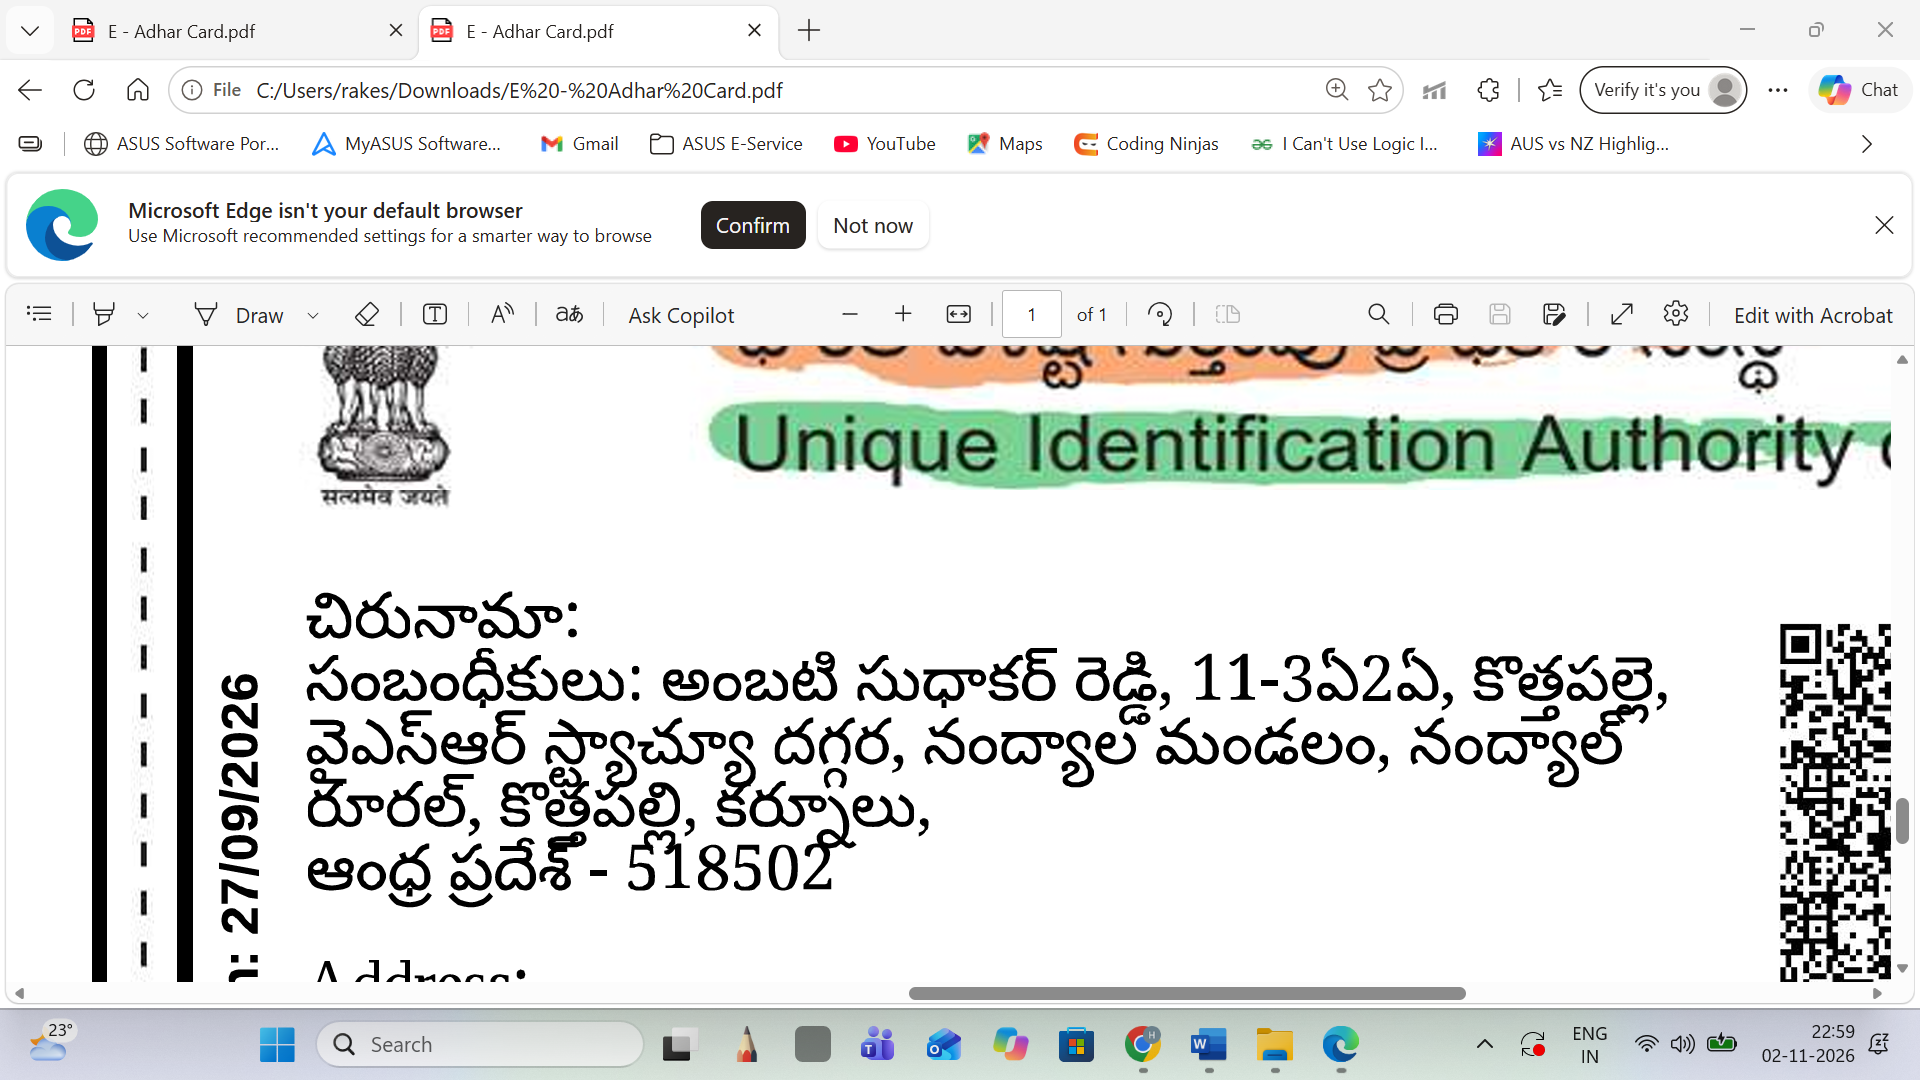 E - Adhar Card.pdf
E - Adhar Card.pdf
File C:/Users/rakes/Downloads/E%20-%20Adhar%20Card.pdf
Verify it's you
Chat
ASUS Software Por...
MyASUS Software...
Gmail
ASUS E-Service
YouTube
Maps
Coding Ninjas
I Can't Use Logic I...
AUS vs NZ Highlig...
Microsoft Edge isn't your default browser
Use Microsoft recommended settings for a smarter way to browse
Confirm
Not now
Draw
Ask Copilot
1 of 1
Edit with Acrobat
Unique Identification Authority
सत्यमेव जयते
చిరునామా:
సంబంధీకులు: అంబటి సుధాకర్ రెడ్డి, 11-3ఏ2ఏ, కొత్తపల్లె,
వైఎస్ఆర్ స్ట్యాచ్యూ దగ్గర, నంద్యాల మండలం, నంద్యాల్
రూరల్, కొత్తపల్లి, కర్నూలు,
ఆంధ్ర ప్రదేశ్ - 518502
27/09/2026
Address:
23°
Search
ENG
IN
22:59
02-11-2026